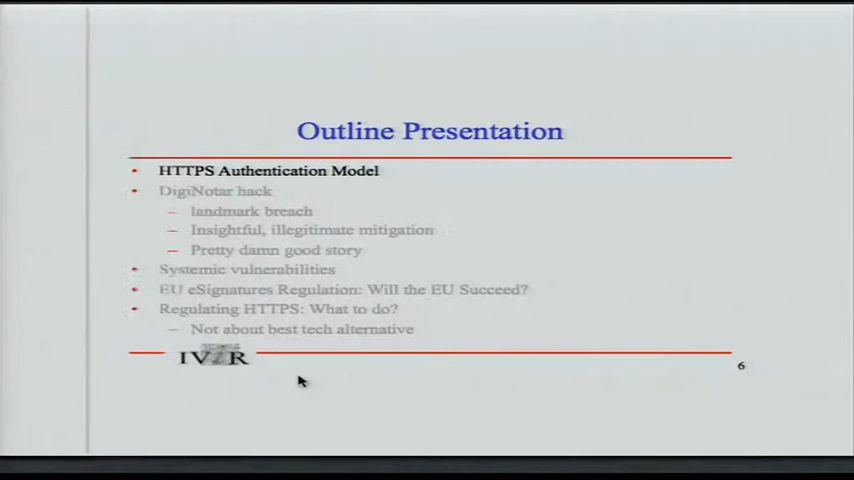 Outline Presentation
• HTTPS Authentication Model
• DigiNotar hack
– landmark breach
– Insightful, illegitimate mitigation
– Pretty damn good story
• Systemic vulnerabilities
• EU eSignatures Regulation: Will the EU Succeed?
• Regulating HTTPS: What to do?
– Not about best tech alternative
IViR
6